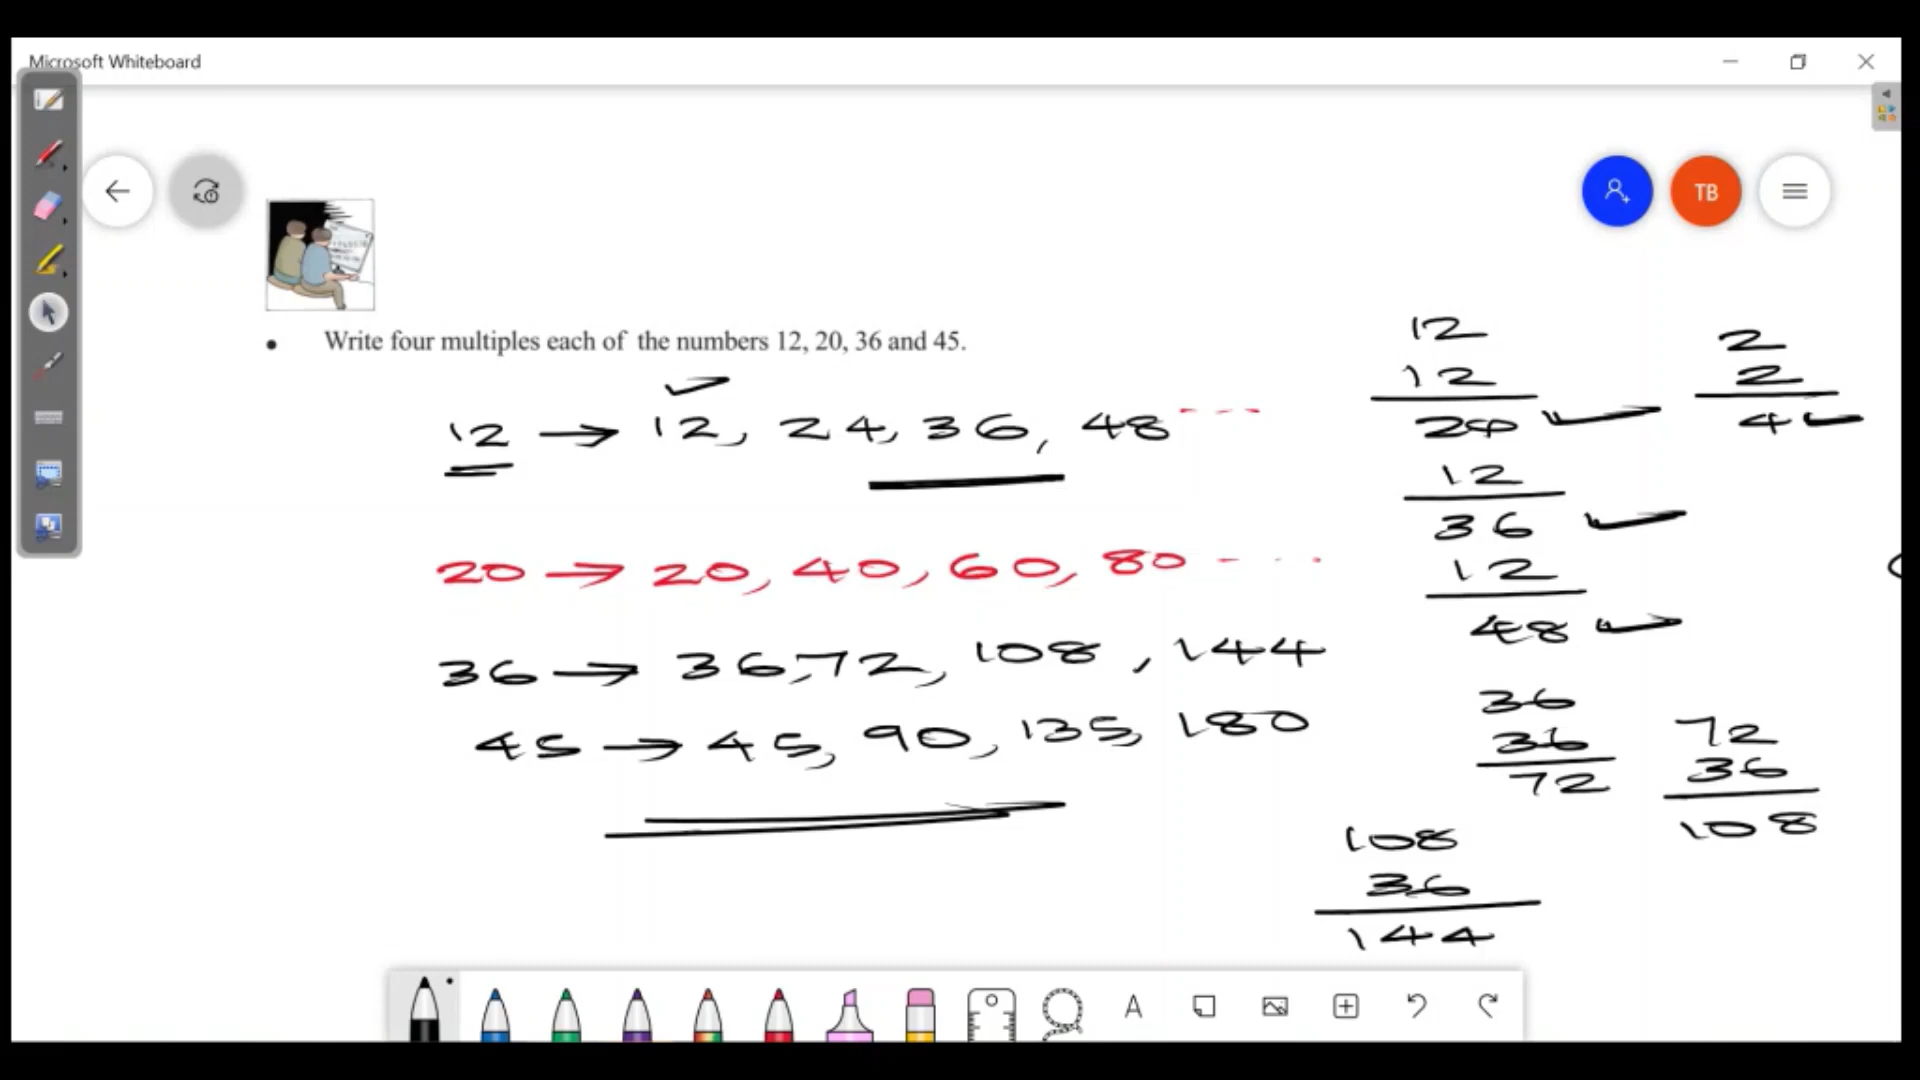 Microsoft Whiteboard
TB
• Write four multiples each of the numbers 12, 20, 36 and 45.
12 → 12, 24, 36, 48 ---
20 → 20, 40, 60, 80 - ...
36 → 36, 72, 108, 144
45 → 45, 90, 135, 180
12
12
24
12
36
12
48
2
2
4
36
36
72
72
36
108
108
36
144
A